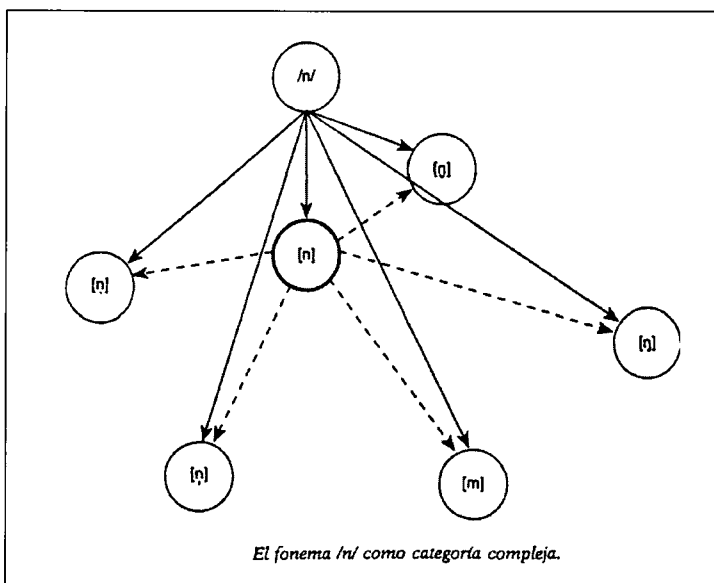 /n/
[n]
[ṇ]
[ŋ]
[m]
El fonema /n/ como categoría compleja.